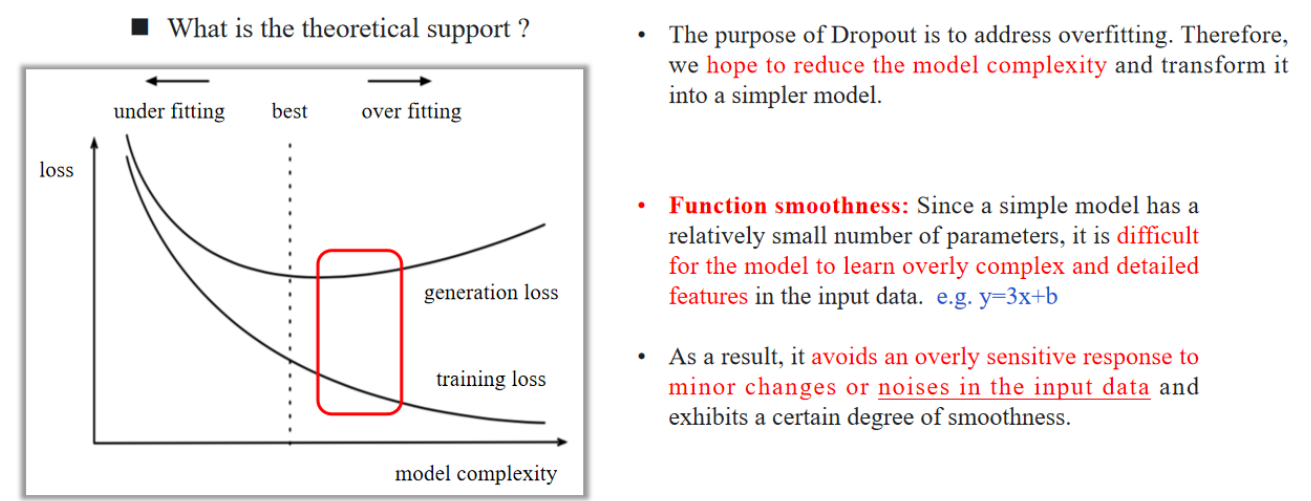 ■ What is the theoretical support ?
under fitting best over fitting
loss
generation loss
training loss
model complexity
• The purpose of Dropout is to address overfitting. Therefore,
we hope to reduce the model complexity and transform it
into a simpler model.
• Function smoothness: Since a simple model has a
relatively small number of parameters, it is difficult
for the model to learn overly complex and detailed
features in the input data. e.g. y=3x+b
• As a result, it avoids an overly sensitive response to
minor changes or noises in the input data and
exhibits a certain degree of smoothness.